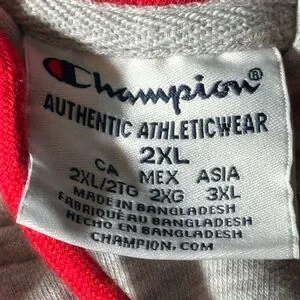 Champion®
AUTHENTIC ATHLETICWEAR
2XL
CA MEX ASIA
2XL/2TG 2XG 3XL
MADE IN BANGLADESH
FABRIQUÉ AU BANGLADESH
HECHO EN BANGLADESH
CHAMPION.COM